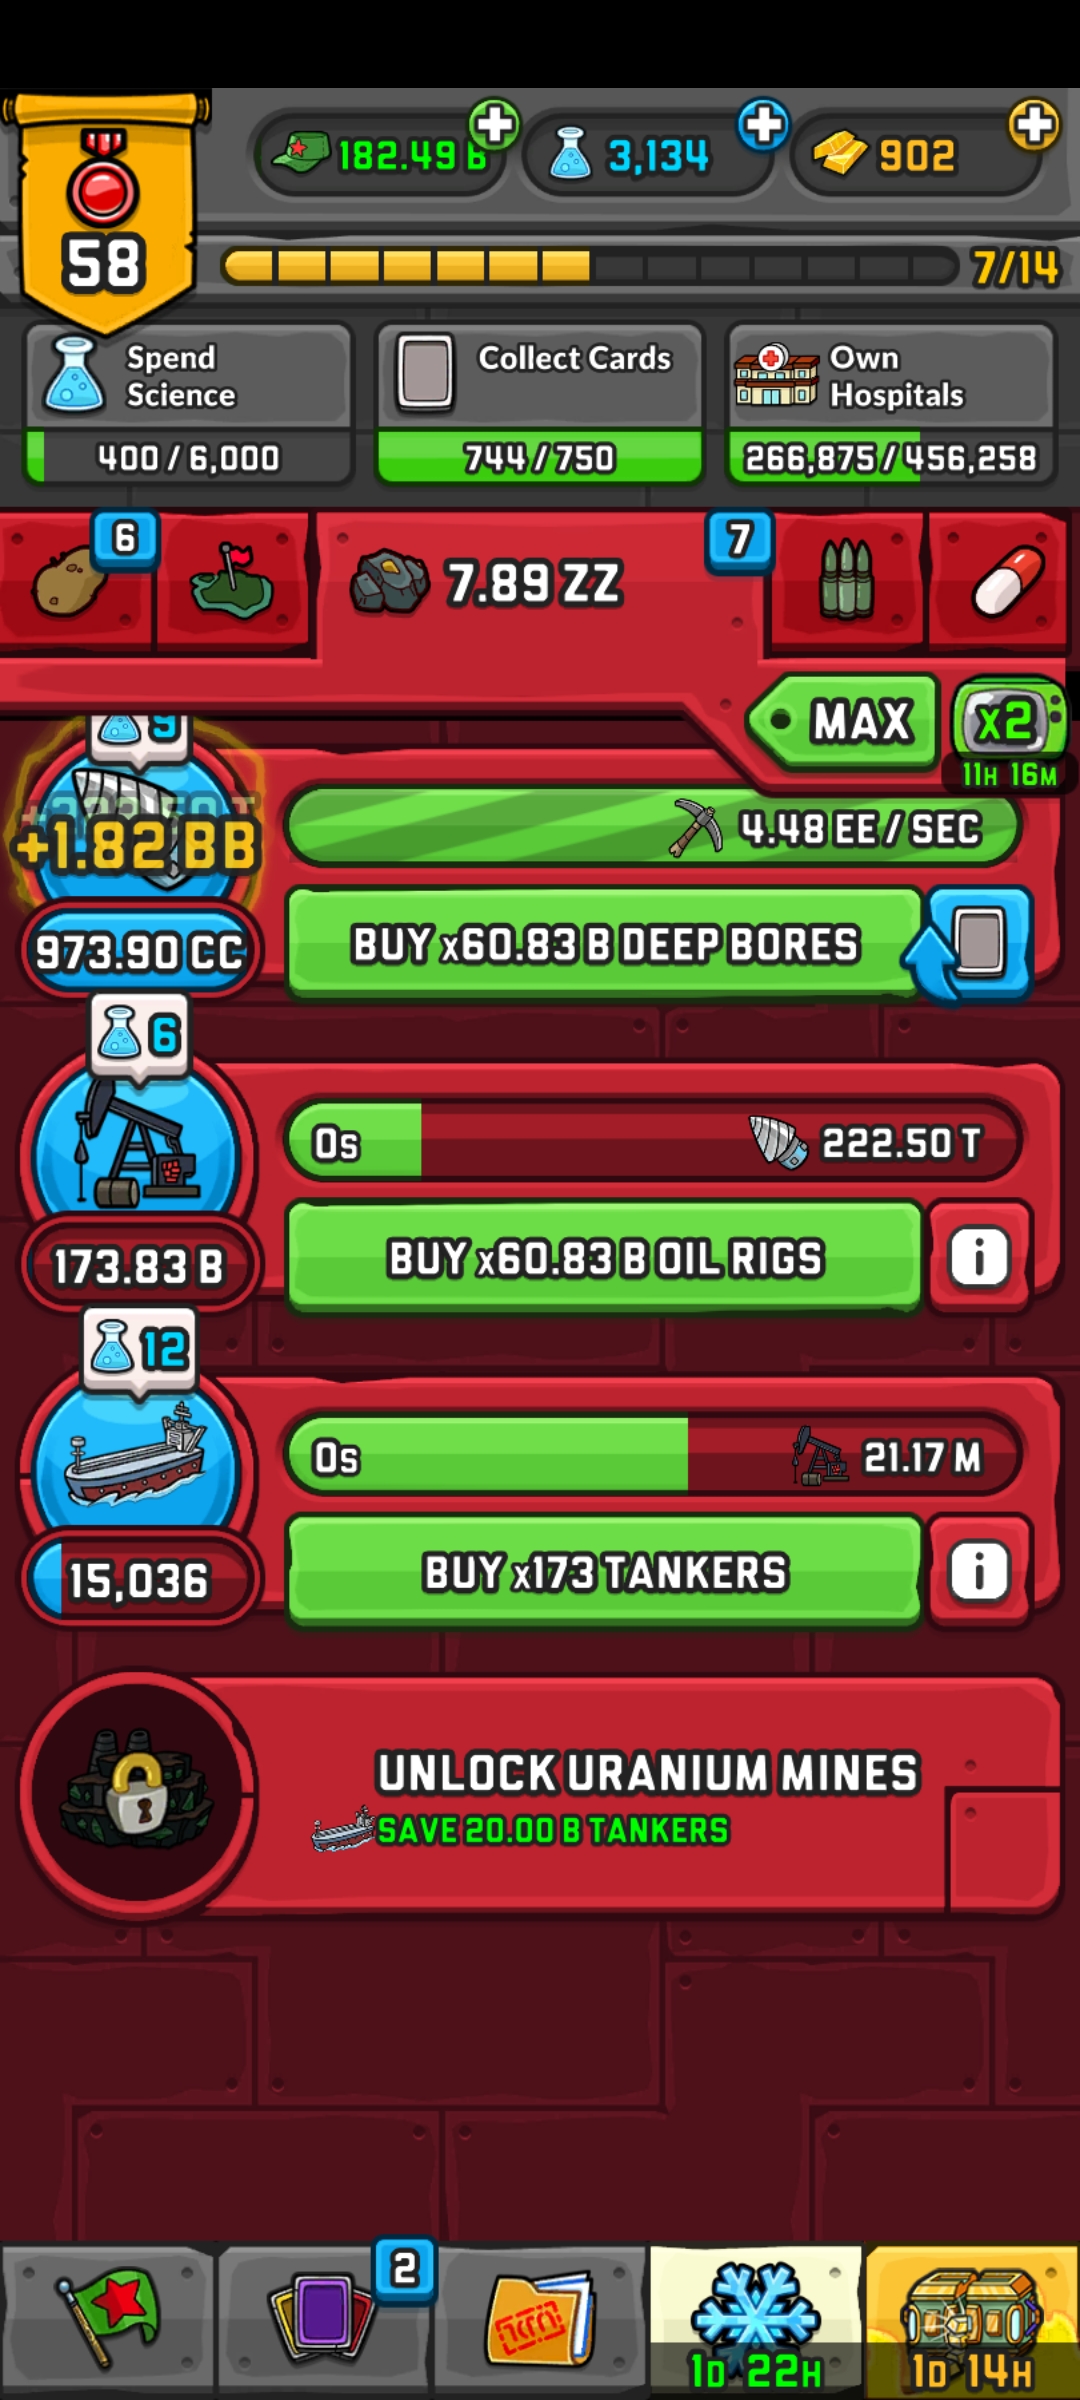 182.49 B
3,134
902
58
7/14
Spend
Science
Collect Cards
Own
Hospitals
400 / 6,000
744 / 750
266,875 / 456,258
6
7.89 ZZ
7
MAX
x2
11H 16M
9
+1.82 BB
4.48 EE / SEC
973.90 CC
BUY x60.83 B DEEP BORES
6
0s
222.50 T
173.83 B
BUY x60.83 B OIL RIGS
i
12
0s
21.17 M
15,036
BUY x173 TANKERS
i
UNLOCK URANIUM MINES
SAVE 20.00 B TANKERS
2
1D 22H
1D 14H